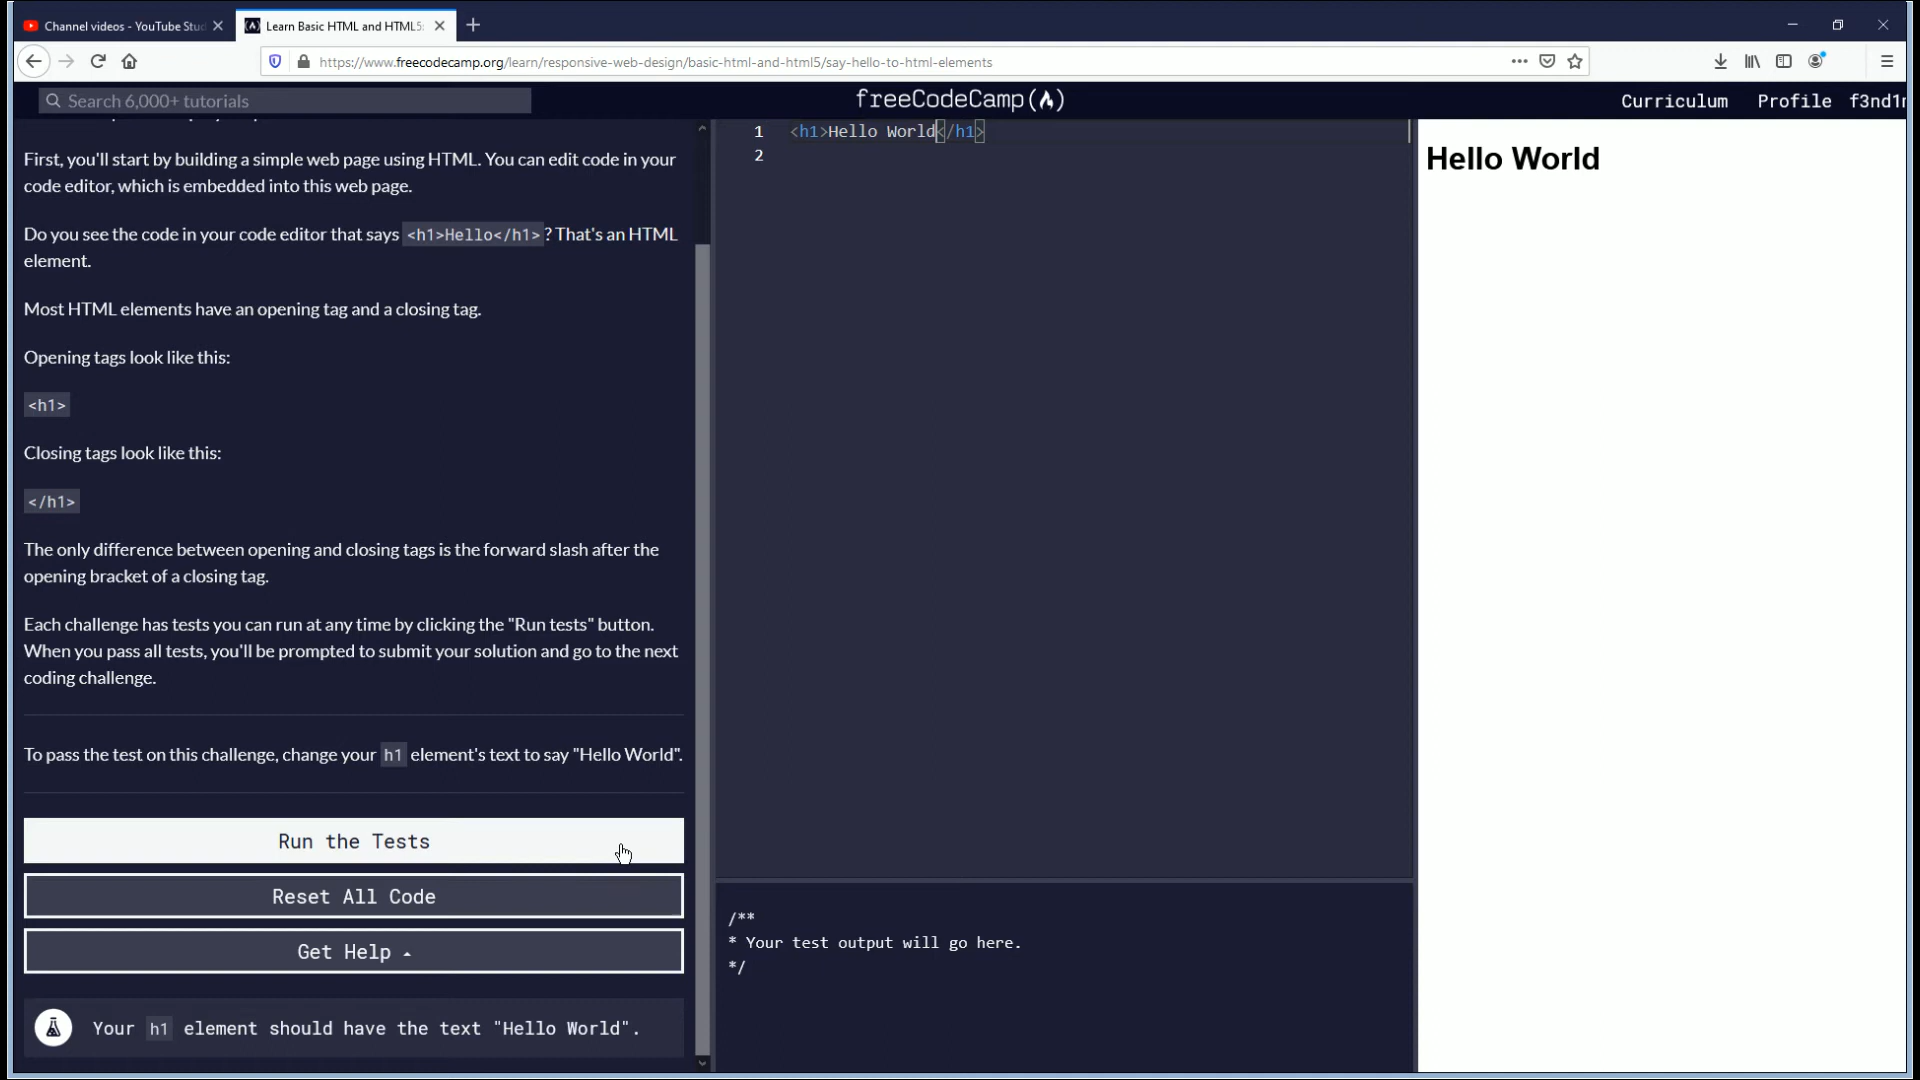 Channel videos - YouTube Stud
Learn Basic HTML and HTML5:
https://www.freecodecamp.org/learn/responsive-web-design/basic-html-and-html5/say-hello-to-html-elements
Search 6,000+ tutorials
freeCodeCamp(🔥)
Curriculum
Profile
First, you'll start by building a simple web page using HTML. You can edit code in your
code editor, which is embedded into this web page.
Do you see the code in your code editor that says <h1>Hello</h1>? That's an HTML
element.
Most HTML elements have an opening tag and a closing tag.
Opening tags look like this:
<h1>
Closing tags look like this:
</h1>
The only difference between opening and closing tags is the forward slash after the
opening bracket of a closing tag.
Each challenge has tests you can run at any time by clicking the "Run tests" button.
When you pass all tests, you'll be prompted to submit your solution and go to the next
coding challenge.
To pass the test on this challenge, change your h1 element's text to say "Hello World".
Run the Tests
Reset All Code
Get Help
Your h1 element should have the text "Hello World".
1 <h1>Hello World</h1>
2
/**
* Your test output will go here.
*/
Hello World